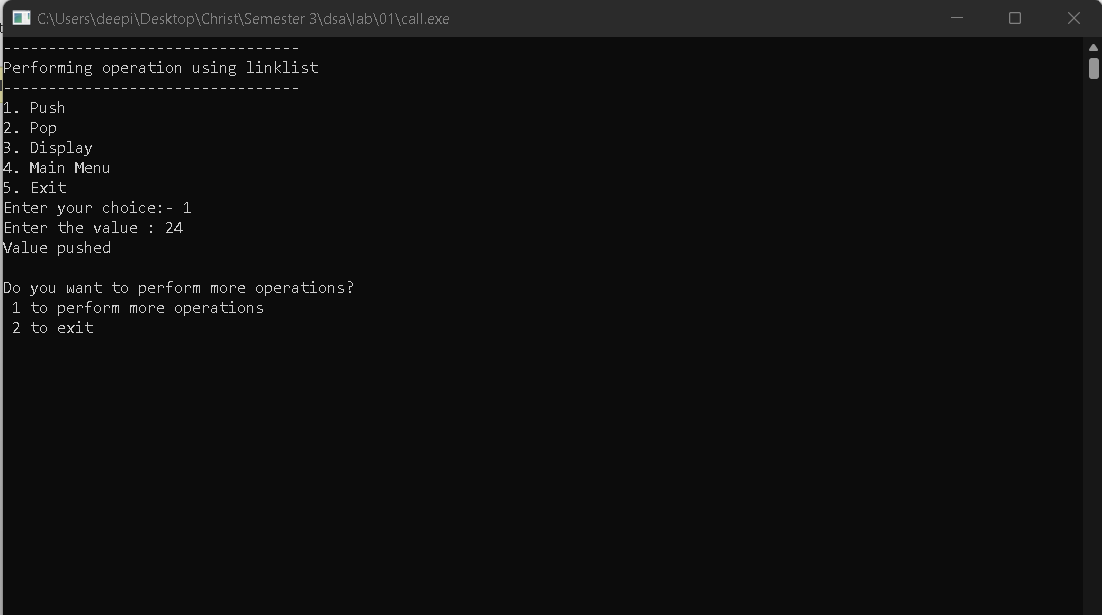 C:\Users\deepi\Desktop\Christ\Semester 3\dsa\lab\01\call.exe
---------------------------------
Performing operation using linklist
---------------------------------
1. Push
2. Pop
3. Display
4. Main Menu
5. Exit
Enter your choice:- 1
Enter the value : 24
Value pushed
Do you want to perform more operations?
1 to perform more operations
2 to exit